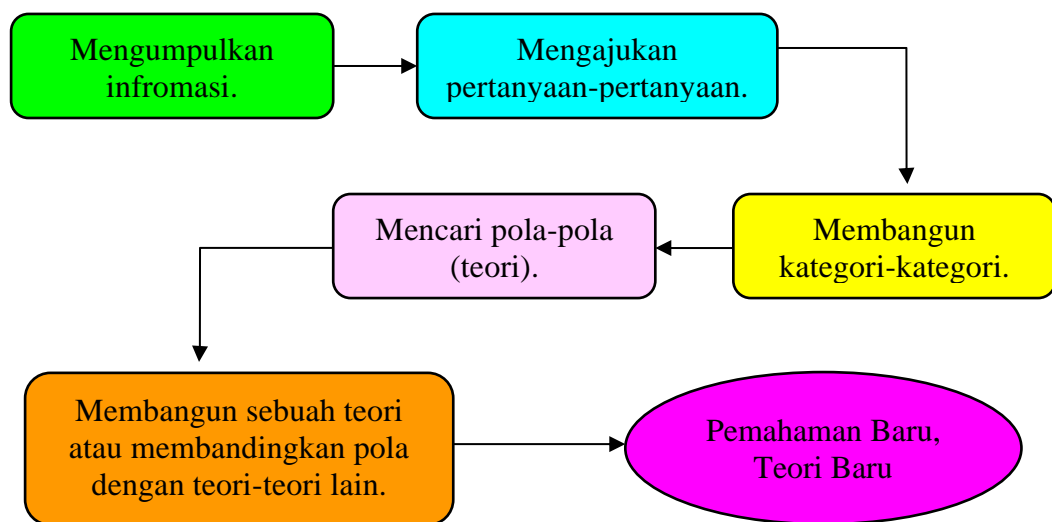 Mengumpulkan
infromasi.
Mengajukan
pertanyaan-pertanyaan.
Membangun
kategori-kategori.
Mencari pola-pola
(teori).
Membangun sebuah teori
atau membandingkan pola
dengan teori-teori lain.
Pemahaman Baru,
Teori Baru